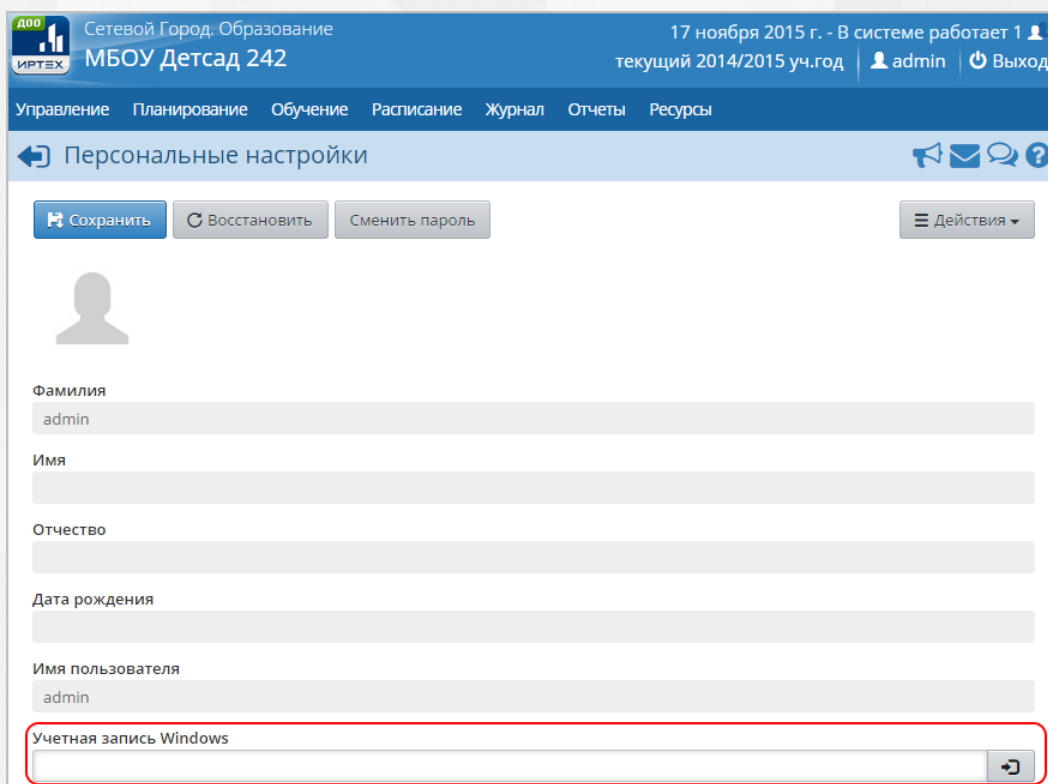 ДОО
ИРТЕХ
Сетевой Город. Образование
МБОУ Детсад 242
17 ноября 2015 г. - В системе работает 1
текущий 2014/2015 уч.год admin Выход
Управление Планирование Обучение Расписание Журнал Отчеты Ресурсы
Персональные настройки ?
Сохранить Восстановить Сменить пароль Действия
Фамилия
admin
Имя
Отчество
Дата рождения
Имя пользователя
admin
Учетная запись Windows